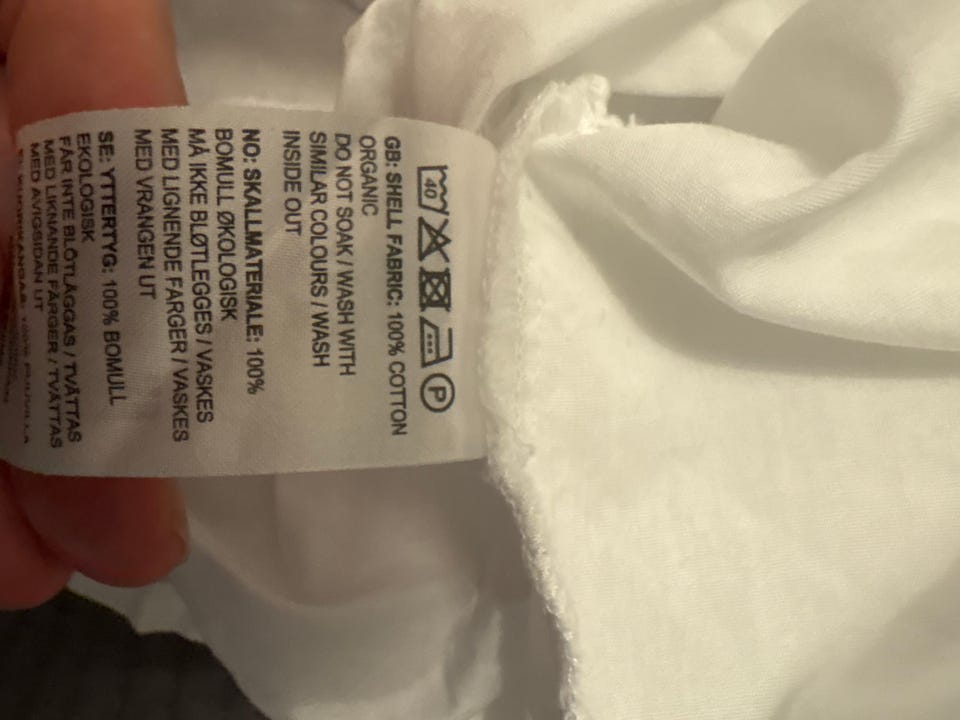 40 P
GB: SHELL FABRIC: 100% COTTON
ORGANIC
DO NOT SOAK / WASH WITH
SIMILAR COLOURS / WASH
INSIDE OUT
NO: SKALLMATERIALE: 100%
BOMULL ØKOLOGISK
MÅ IKKE BLØTLEGGES / VASKES
MED LIGNENDE FARGER / VASKES
MED VRANGEN UT
SE: YTTERTYG: 100% BOMULL
EKOLOGISK
FÅR INTE BLÖTLÄGGAS / TVÄTTAS
MED LIKNANDE FÄRGER / TVÄTTAS
MED AVIGSIDAN UT
100%